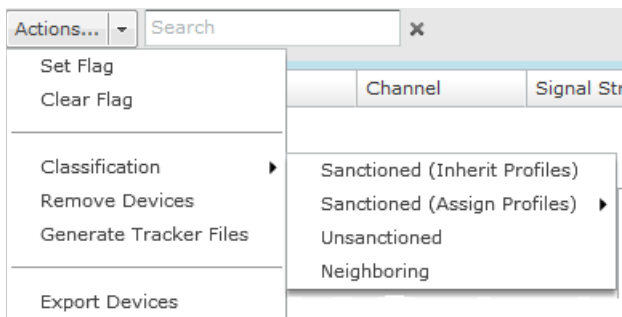 Actions... Search
Set Flag
Channel Signal Str
Clear Flag
Classification
Sanctioned (Inherit Profiles)
Remove Devices
Sanctioned (Assign Profiles)
Generate Tracker Files
Unsanctioned
Neighboring
Export Devices